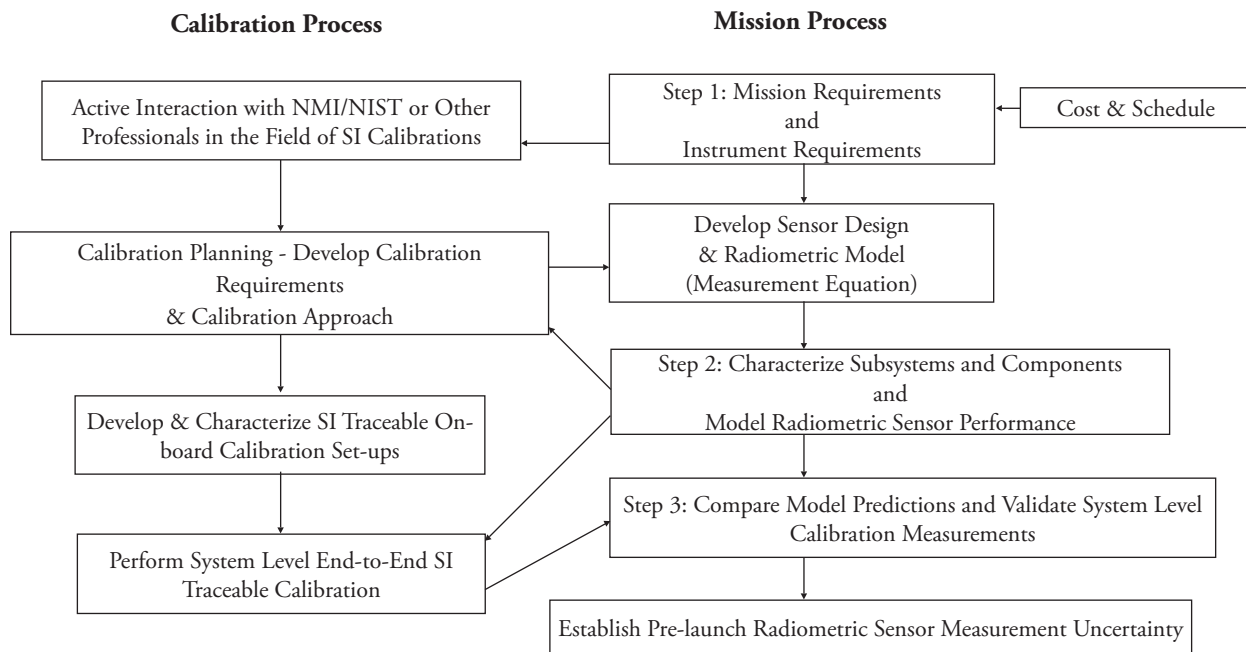 Calibration Process
Mission Process
Active Interaction with NMI/NIST or Other
Professionals in the Field of SI Calibrations
Step 1: Mission Requirements
and
Instrument Requirements
Cost & Schedule
Calibration Planning - Develop Calibration
Requirements
& Calibration Approach
Develop Sensor Design
& Radiometric Model
(Measurement Equation)
Step 2: Characterize Subsystems and Components
and
Model Radiometric Sensor Performance
Develop & Characterize SI Traceable On-
board Calibration Set-ups
Step 3: Compare Model Predictions and Validate System Level
Calibration Measurements
Perform System Level End-to-End SI
Traceable Calibration
Establish Pre-launch Radiometric Sensor Measurement Uncertainty